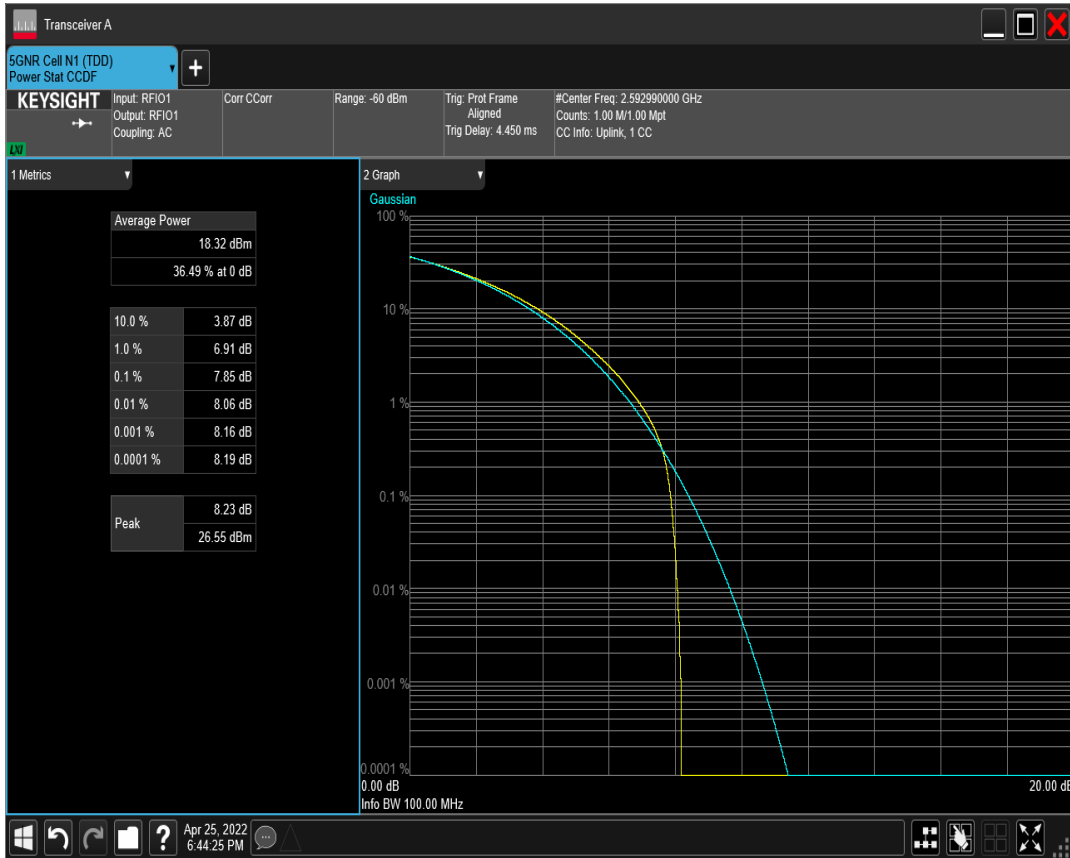 Transceiver A
5GNR Cell N1 (TDD)
Power Stat CCDF
+
KEYSIGHT
LXI
Input: RFIO1
Output: RFIO1
Coupling: AC
Corr CCorr
Range: -60 dBm
Trig: Prot Frame
Aligned
Trig Delay: 4.450 ms
#Center Freq: 2.592990000 GHz
Counts: 1.00 M/1.00 Mpt
CC Info: Uplink, 1 CC
1 Metrics
Average Power
18.32 dBm
36.49 % at 0 dB
10.0 % 3.87 dB
1.0 % 6.91 dB
0.1 % 7.85 dB
0.01 % 8.06 dB
0.001 % 8.16 dB
0.0001 % 8.19 dB
Peak
8.23 dB
26.55 dBm
2 Graph
Gaussian
100 %
10 %
1 %
0.1 %
0.01 %
0.001 %
0.0001 %
0.00 dB
20.00 dB
Info BW 100.00 MHz
?
Apr 25, 2022
6:44:25 PM